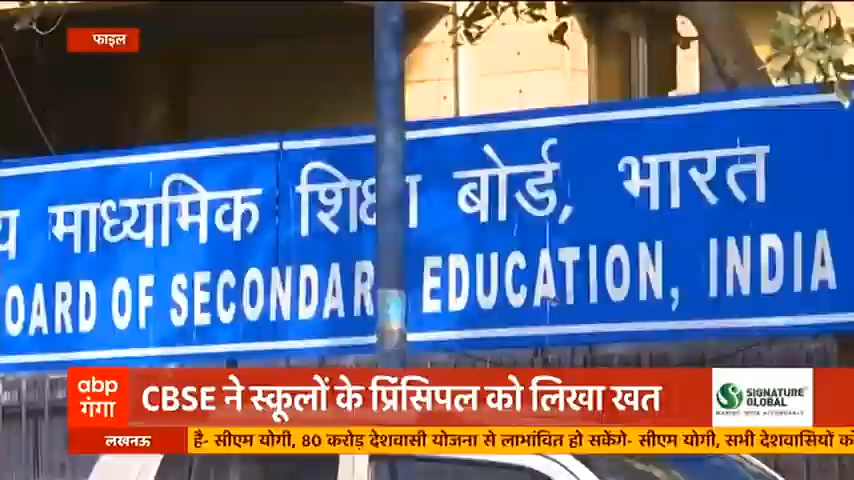 फाइल
माध्यमिक शिक्षा बोर्ड, भारत
OARD OF SECONDARY EDUCATION, INDIA
abp
गंगा
CBSE ने स्कूलों के प्रिंसिपल को लिखा खत
SIGNATURE
GLOBAL
लखनऊ
है- सीएम योगी, 80 करोड़ देशवासी योजना से लाभांवित हो सकेंगे- सीएम योगी, सभी देशवासियों को